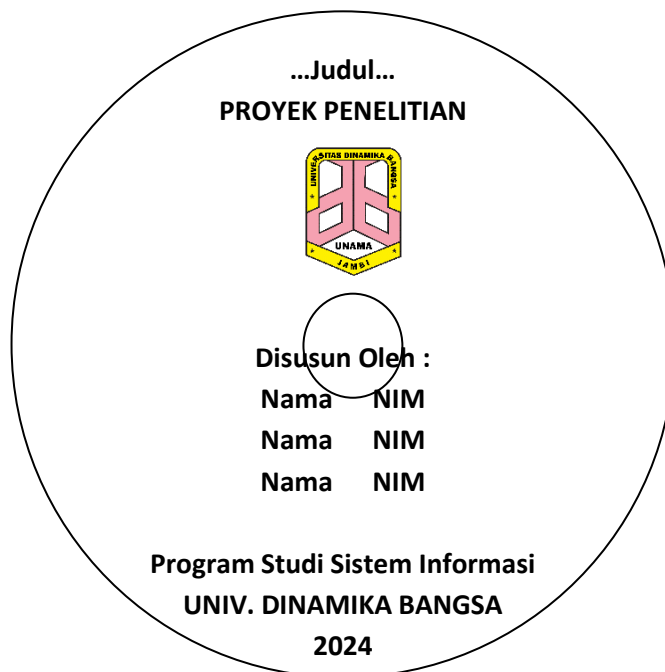 ...Judul...
PROYEK PENELITIAN
UNIVERSITAS DINAMIKA BANGSA
UNAMA
JAMBI
Disusun Oleh :
Nama NIM
Nama NIM
Nama NIM
Program Studi Sistem Informasi
UNIV. DINAMIKA BANGSA
2024